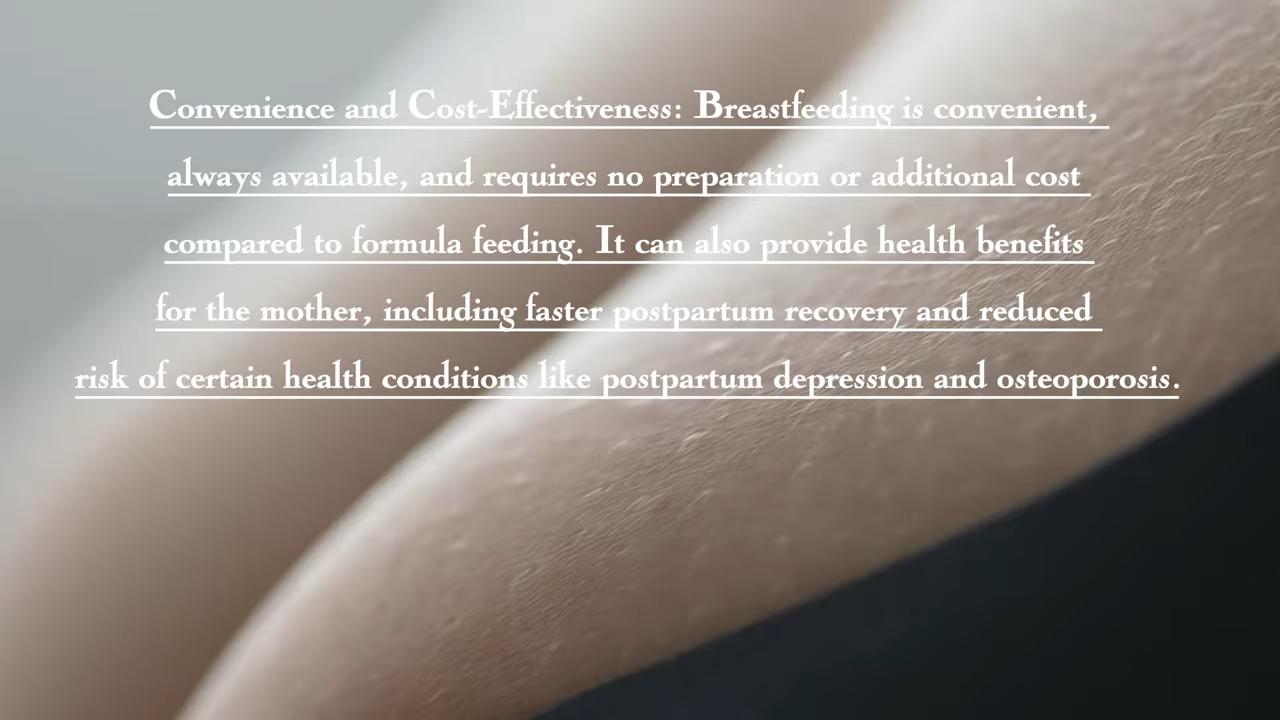 Convenience and Cost-Effectiveness: Breastfeeding is convenient,
always available, and requires no preparation or additional cost
compared to formula feeding. It can also provide health benefits
for the mother, including faster postpartum recovery and reduced
risk of certain health conditions like postpartum depression and osteoporosis.